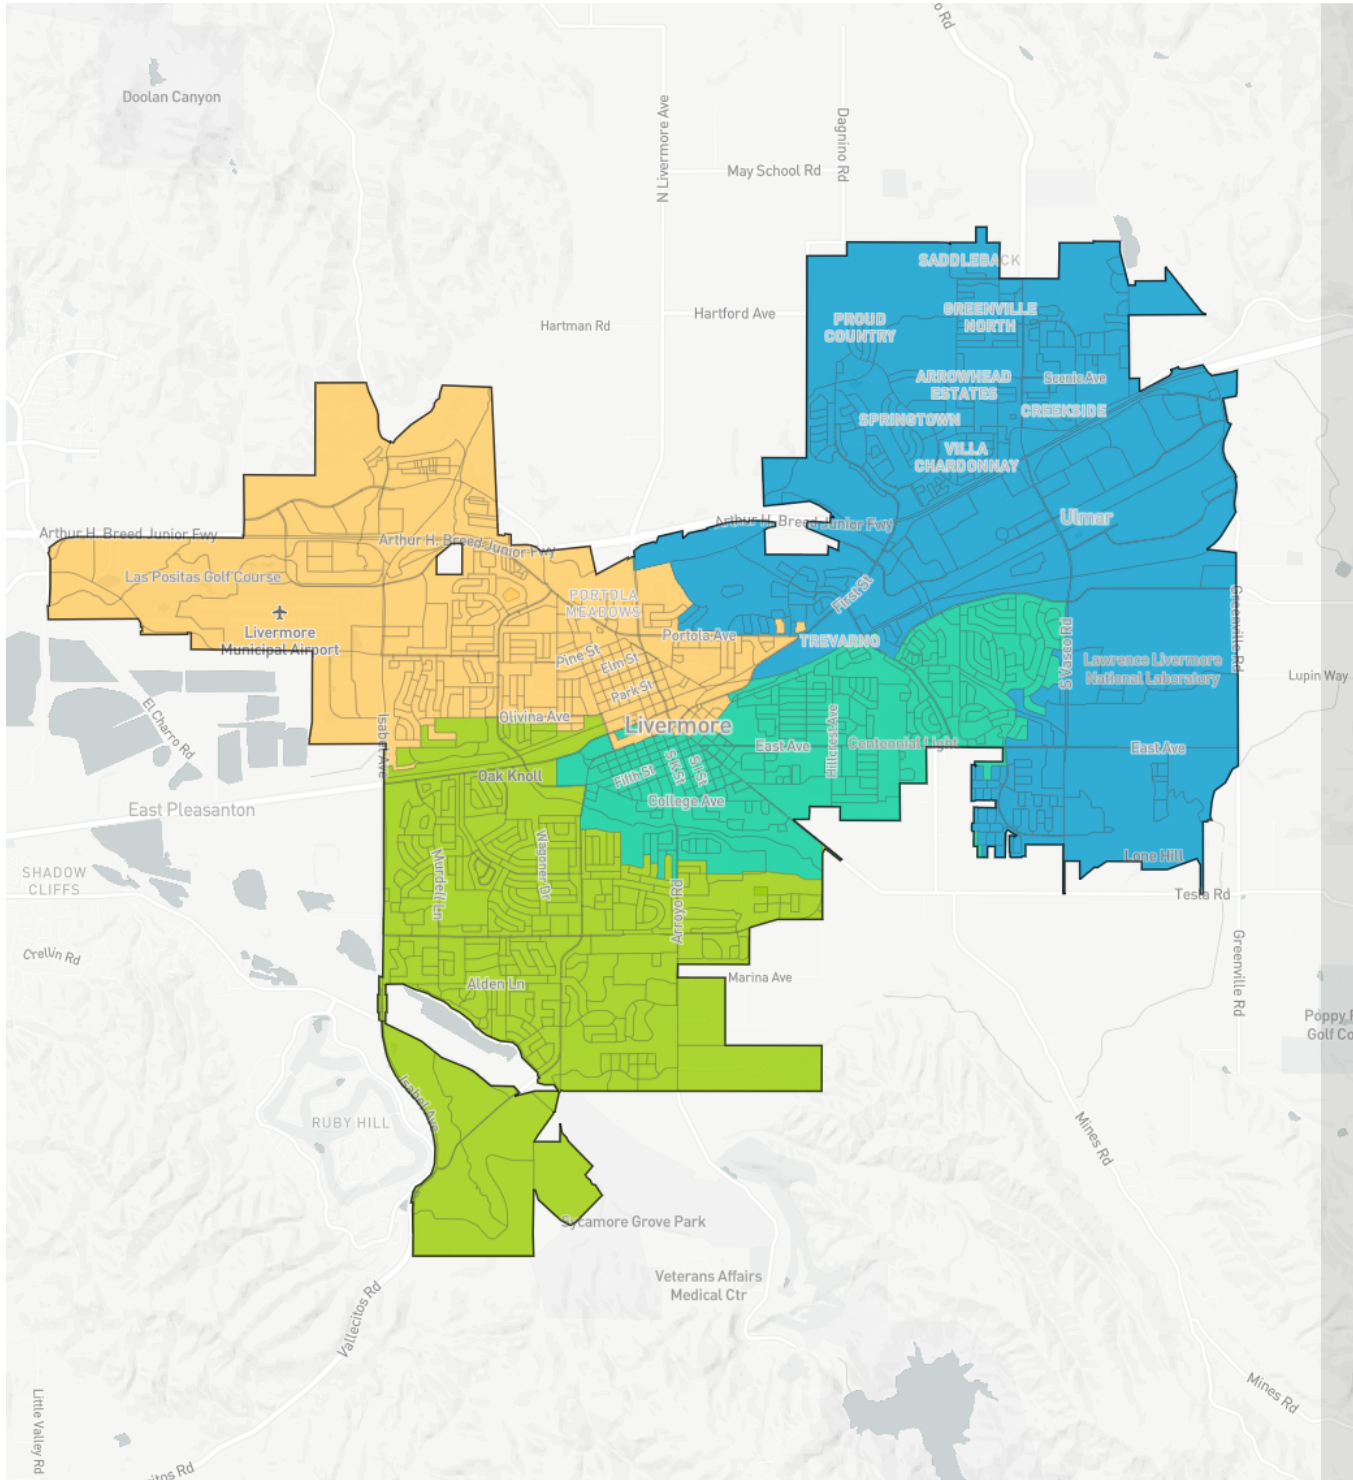 o Rd
Doolan Canyon
N Livermore Ave
Dagnino Rd
May School Rd
SADDLEBACK
Hartford Ave
Hartman Rd
PROUD
COUNTRY
GREENVILLE
NORTH
ARROWHEAD
ESTATES
Scenic Ave
SPRINGTOWN
CREEKSIDE
VILLA
CHARDONNAY
Ulmar
Arthur H. Breed Junior Fwy
Arthur H. Breed Junior Fwy
Arthur H. Breed Junior Fwy
Las Positas Golf Course
Livermore
Municipal Airport
PORTOLA
MEADOWS
First St
Portola Ave
TREVARNO
Pine St
Elm St
Park St
S Vasco Rd
Greenville Rd
Lawrence Livermore
National Laboratory
Lupin Way
El Charro Rd
Isabel Ave
Olivina Ave
Livermore
East Ave
Hillcrest Ave
Centennial Light
East Ave
Oak Knoll
Fifth St
S K St
S I St
College Ave
East Pleasanton
SHADOW
CLIFFS
Murdell Ln
Wagoner Dr
Arroyo Rd
Lone Hill
Tesla Rd
Crellin Rd
Alden Ln
Marina Ave
Greenville Rd
Poppy R
Golf Co
Isabel Ave
RUBY HILL
Mines Rd
Sycamore Grove Park
Veterans Affairs
Medical Ctr
Vallecitos Rd
Mines Rd
Little Valley Rd
itos Rd